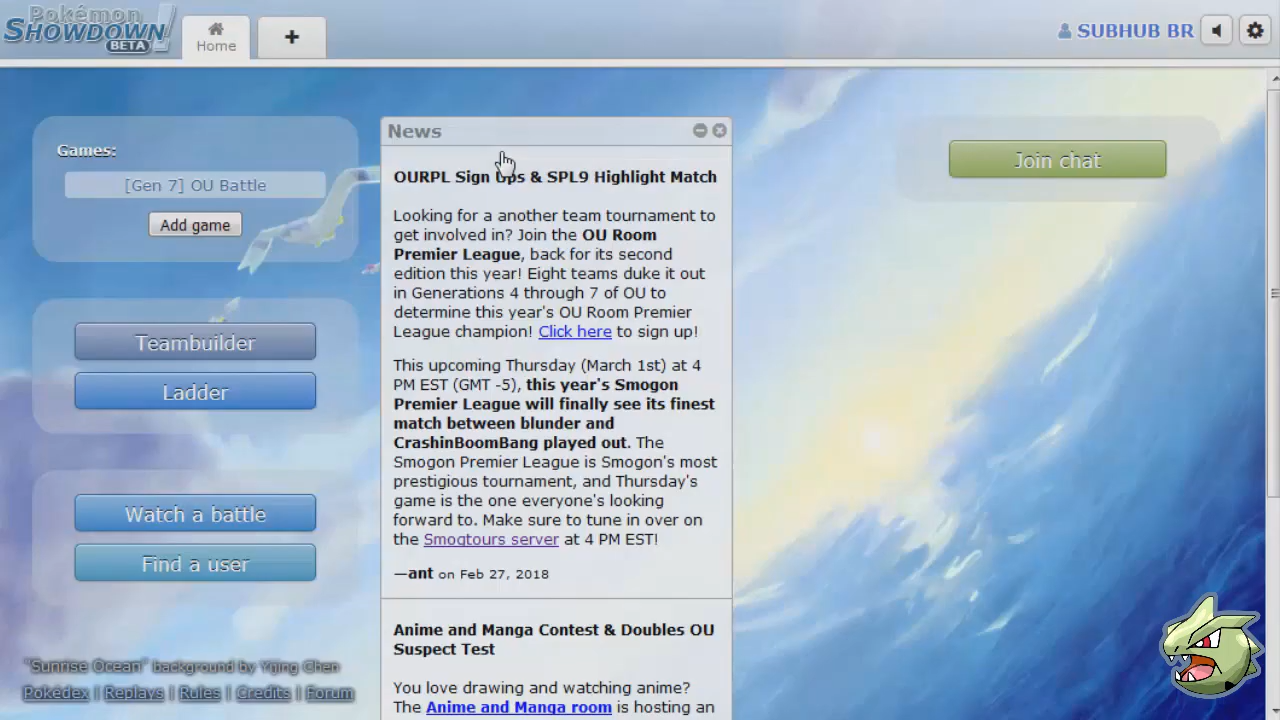 Pokémon
SHOWDOWN!
BETA
Home
+
SUBHUB BR
Games:
[Gen 7] OU Battle
Add game
Teambuilder
Ladder
Watch a battle
Find a user
"Sunrise Ocean" background by Yijing Chen
Pokédex | Replays | Rules | Credits | Forum
News
OURPL Sign Ups & SPL9 Highlight Match
Looking for a another team tournament to
get involved in? Join the OU Room
Premier League, back for its second
edition this year! Eight teams duke it out
in Generations 4 through 7 of OU to
determine this year's OU Room Premier
League champion! Click here to sign up!
This upcoming Thursday (March 1st) at 4
PM EST (GMT -5), this year's Smogon
Premier League will finally see its finest
match between blunder and
CrashinBoomBang played out. The
Smogon Premier League is Smogon's most
prestigious tournament, and Thursday's
game is the one everyone's looking
forward to. Make sure to tune in over on
the Smogtours server at 4 PM EST!
—ant on Feb 27, 2018
Anime and Manga Contest & Doubles OU
Suspect Test
You love drawing and watching anime?
The Anime and Manga room is hosting an
Join chat